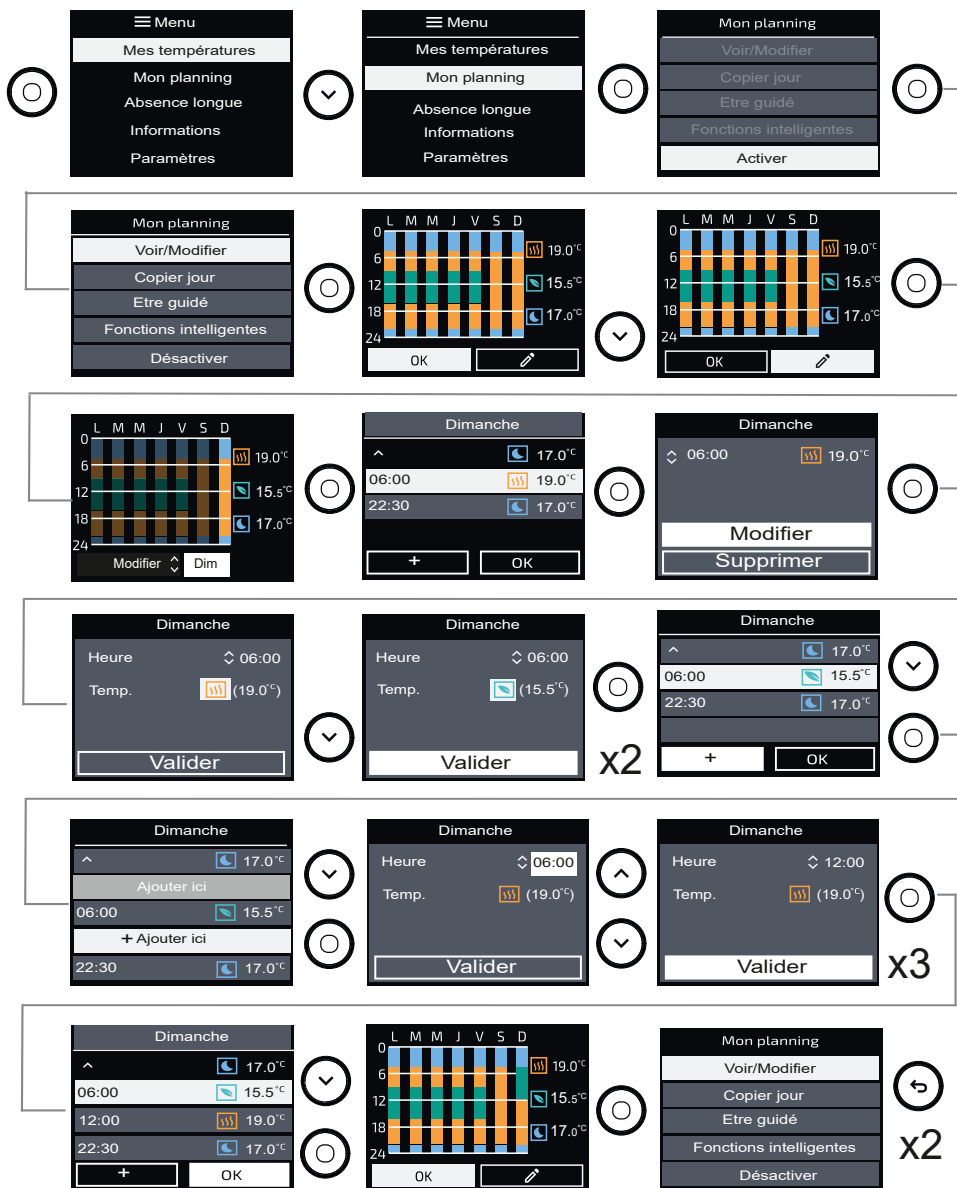 Menu
Mes températures
Mon planning
Absence longue
Informations
Paramètres
Menu
Mes températures
Mon planning
Absence longue
Informations
Paramètres
Mon planning
Voir/Modifier
Copier jour
Etre guidé
Fonctions intelligentes
Activer
Mon planning
Voir/Modifier
Copier jour
Etre guidé
Fonctions intelligentes
Désactiver
L M M J V S D
0
6
12
18
24
19.0°C
15.5°C
17.0°C
OK
L M M J V S D
0
6
12
18
24
19.0°C
15.5°C
17.0°C
OK
L M M J V S D
0
6
12
18
24
19.0°C
15.5°C
17.0°C
Modifier Dim
Dimanche
17.0°C
06:00 19.0°C
22:30 17.0°C
+ OK
Dimanche
06:00 19.0°C
Modifier
Supprimer
Dimanche
Heure 06:00
Temp. (19.0°C)
Valider
Dimanche
Heure 06:00
Temp. (15.5°C)
Valider
x2
Dimanche
17.0°C
06:00 15.5°C
22:30 17.0°C
+ OK
Dimanche
17.0°C
Ajouter ici
06:00 15.5°C
+ Ajouter ici
22:30 17.0°C
Dimanche
Heure 06:00
Temp. (19.0°C)
Valider
Dimanche
Heure 12:00
Temp. (19.0°C)
Valider
x3
Dimanche
17.0°C
06:00 15.5°C
12:00 19.0°C
22:30 17.0°C
+ OK
L M M J V S D
0
6
12
18
24
19.0°C
15.5°C
17.0°C
OK
Mon planning
Voir/Modifier
Copier jour
Etre guidé
Fonctions intelligentes
Désactiver
x2